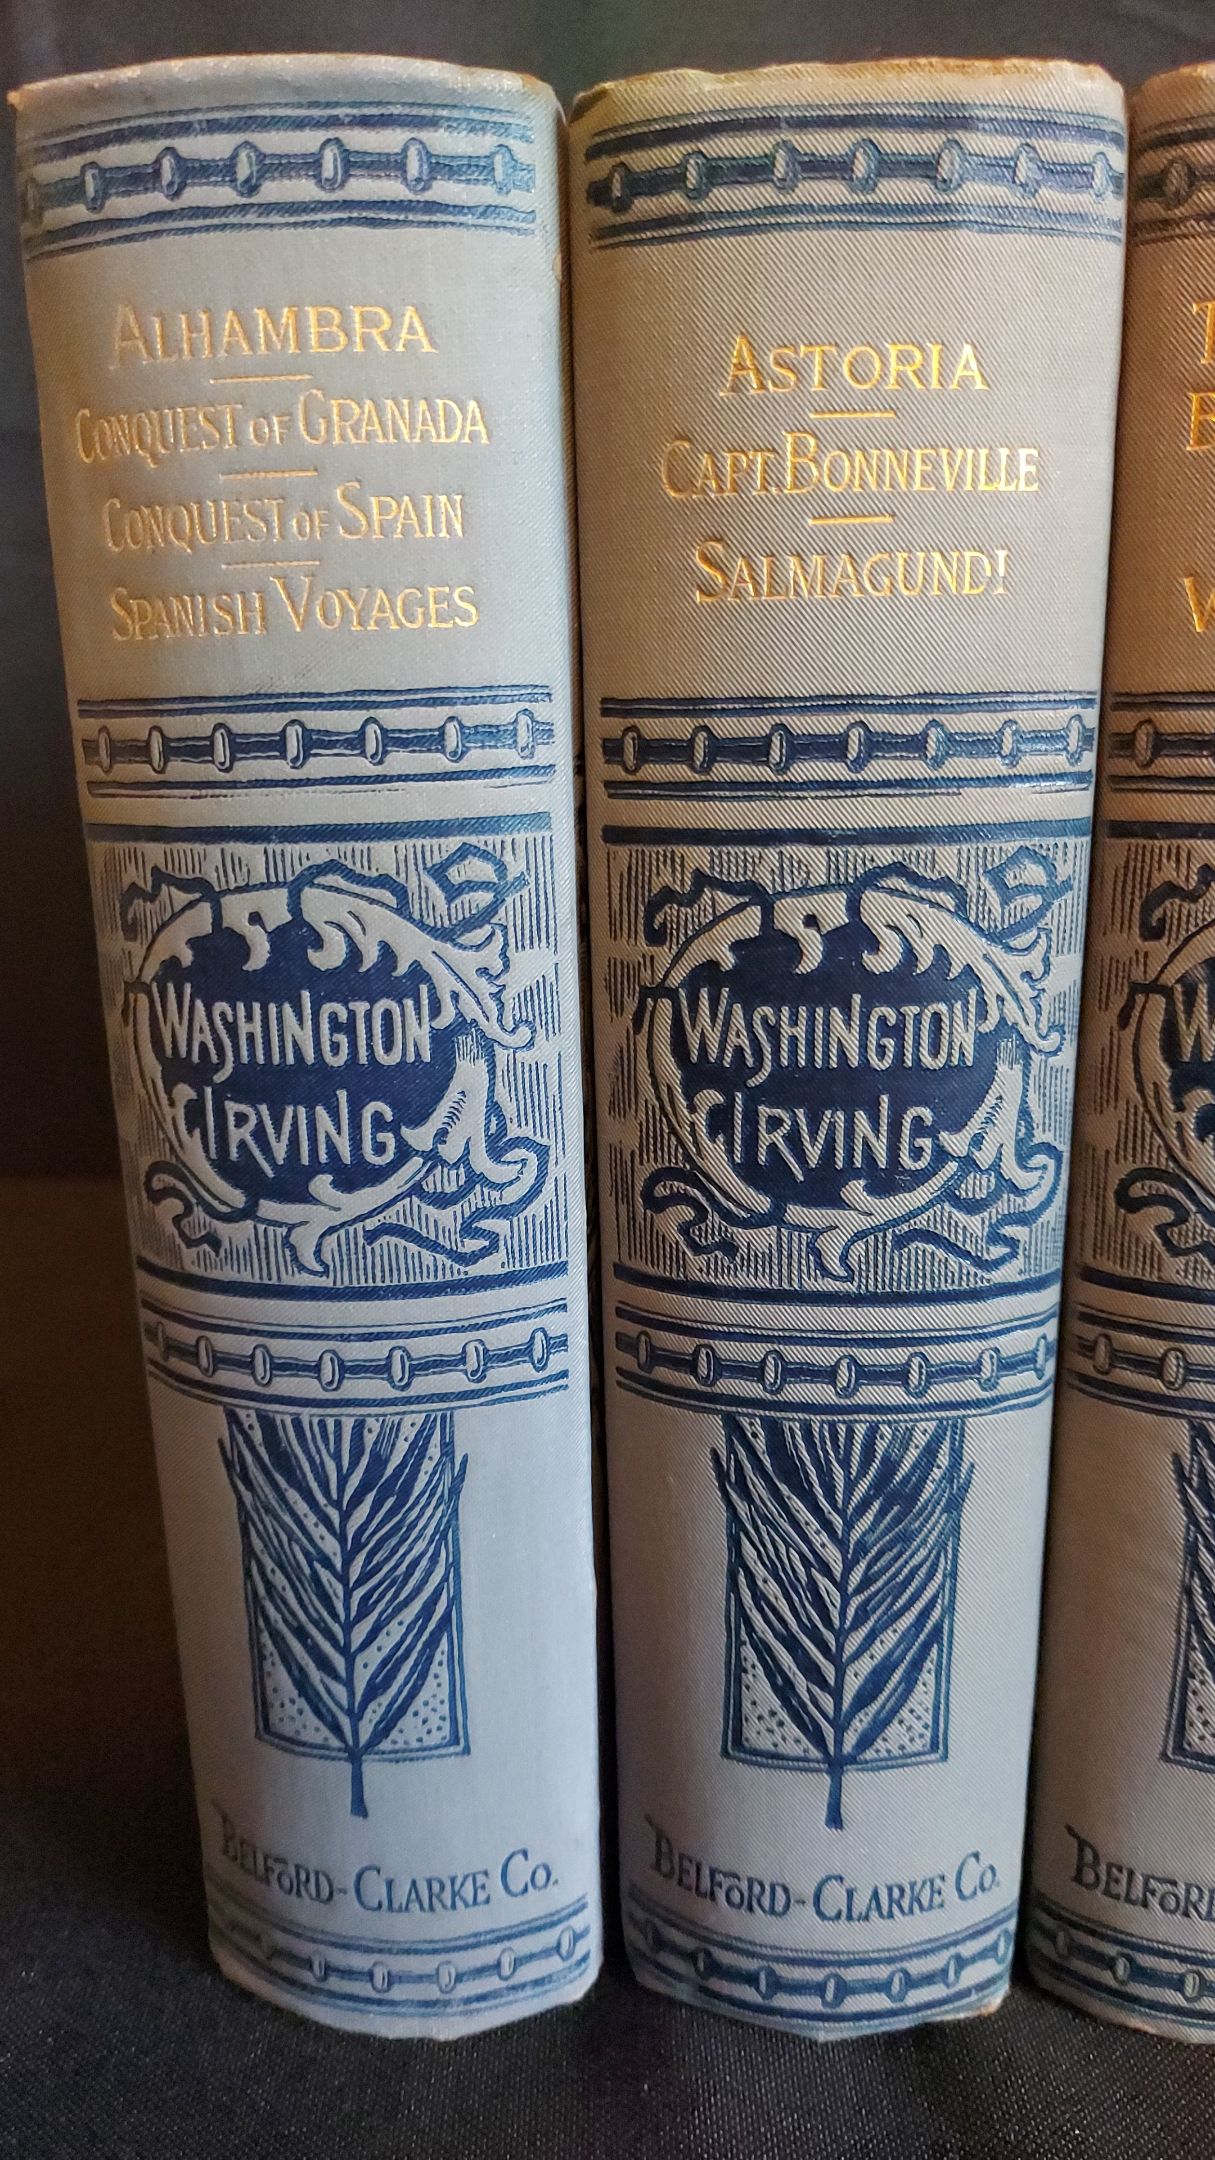 ALHAMBRA
CONQUEST OF GRANADA
CONQUEST OF SPAIN
SPANISH VOYAGES
WASHINGTON
IRVING
BELFORD-CLARKE CO.
ASTORIA
CAPT. BONNEVILLE
SALMAGUNDI
WASHINGTON
IRVING
BELFORD-CLARKE CO.